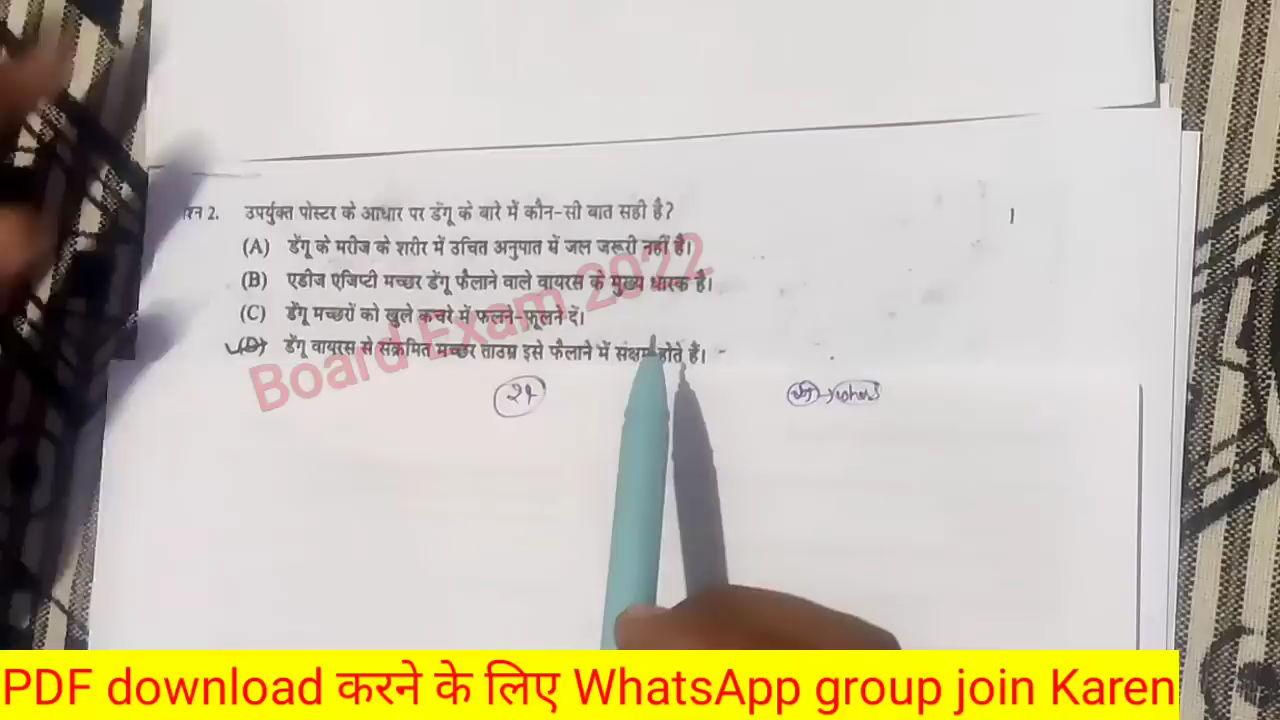 प्रश्न 2. उपर्युक्त पोस्टर के आधार पर डेंगू के बारे में कौन-सी बात सही है? 1
(A) डेंगू के मरीज को शरीर में उचित अनुपात में जल जरूरी नहीं है।
(B) एडीज एजिप्टी मच्छर डेंगू फैलाने वाले वायरस के मुख्य धारक है।
(C) डेंगू मच्छरों को खुले कचरे में फलने-फूलने दें।
(D) डेंगू वायरस से संक्रमित मच्छर ताउम्र इसे फैलाने में सक्षम होते हैं।
Board Exam 2022
PDF download करने के लिए WhatsApp group join Karen